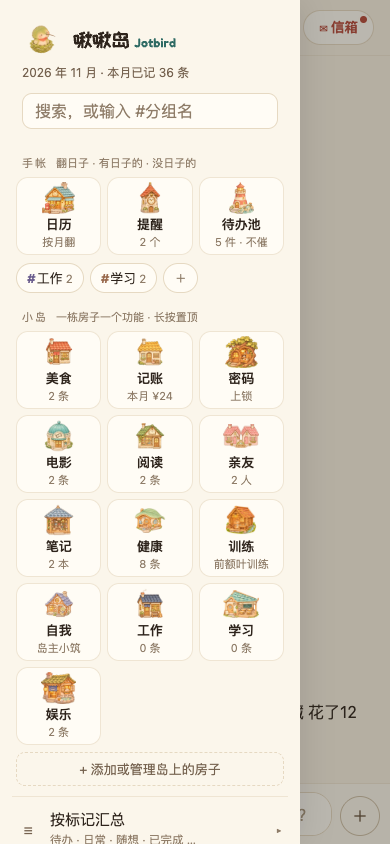 啾啾岛 Jotbird
信箱
2026 年 11 月 · 本月已记 36 条
搜索，或输入 #分组名
手帐 翻日子 · 有日子的 · 没日子的
日历 提醒 待办池
按月翻 2 个 5 件 · 不催
#工作 2 #学习 2 +
小岛 一栋房子一个功能 · 长按置顶
美食 记账 密码
2 条 本月 ¥24 上锁
电影 阅读 亲友
2 条 2 条 2 人
笔记 健康 训练
2 本 8 条 前额叶训练
自我 工作 学习
岛主小筑 0 条 0 条
花了12
娱乐
2 条
+ 添加或管理岛上的房子
按标记汇总
待办 · 日常 · 随想 · 已完成 ...
?
+